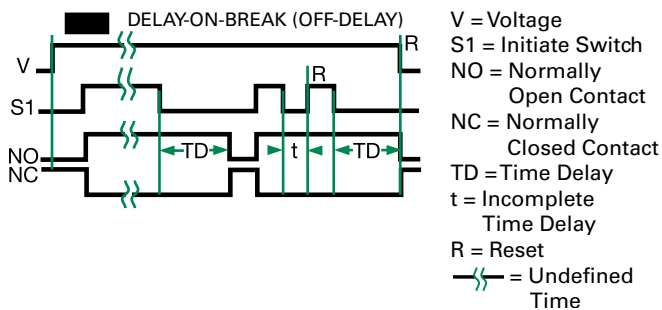 DELAY-ON-BREAK (OFF-DELAY)
V
R
S1
R
NO
NC
TD
t
TD
V = Voltage
S1 = Initiate Switch
NO = Normally
Open Contact
NC = Normally
Closed Contact
TD = Time Delay
t = Incomplete
Time Delay
R = Reset
= Undefined
Time